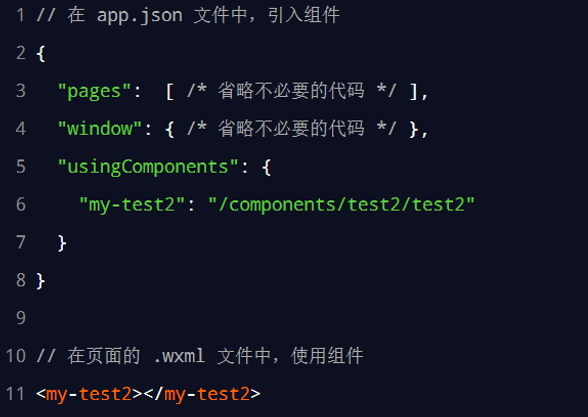 1 // 在 app.json 文件中，引入组件
2 {
3   "pages":  [ /* 省略不必要的代码 */ ],
4   "window": { /* 省略不必要的代码 */ },
5   "usingComponents": {
6     "my-test2": "/components/test2/test2"
7   }
8 }
9
10 // 在页面的 .wxml 文件中，使用组件
11 <my-test2></my-test2>